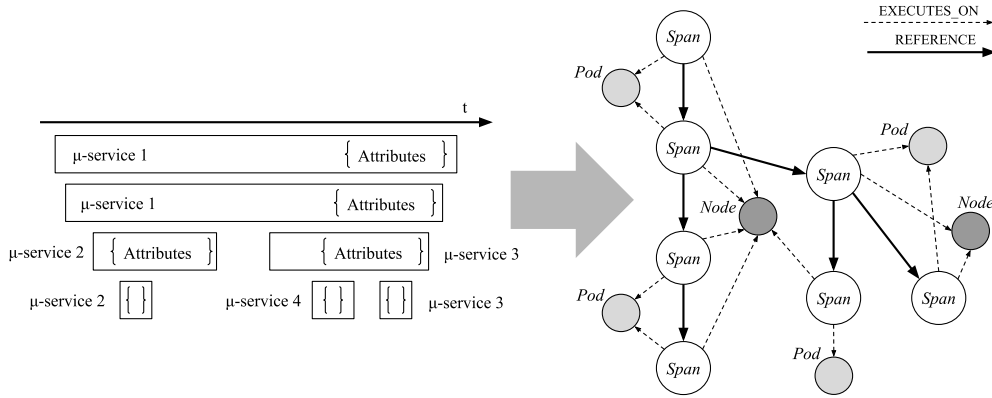 t
μ-service 1 { Attributes }
μ-service 1 { Attributes }
μ-service 2 { Attributes } { Attributes } μ-service 3
μ-service 2 { } μ-service 4 { } { } μ-service 3
EXECUTES_ON
REFERENCE
Span
Pod
Span
Pod
Span
Node
Node
Span
Pod
Span
Span
Pod
Span